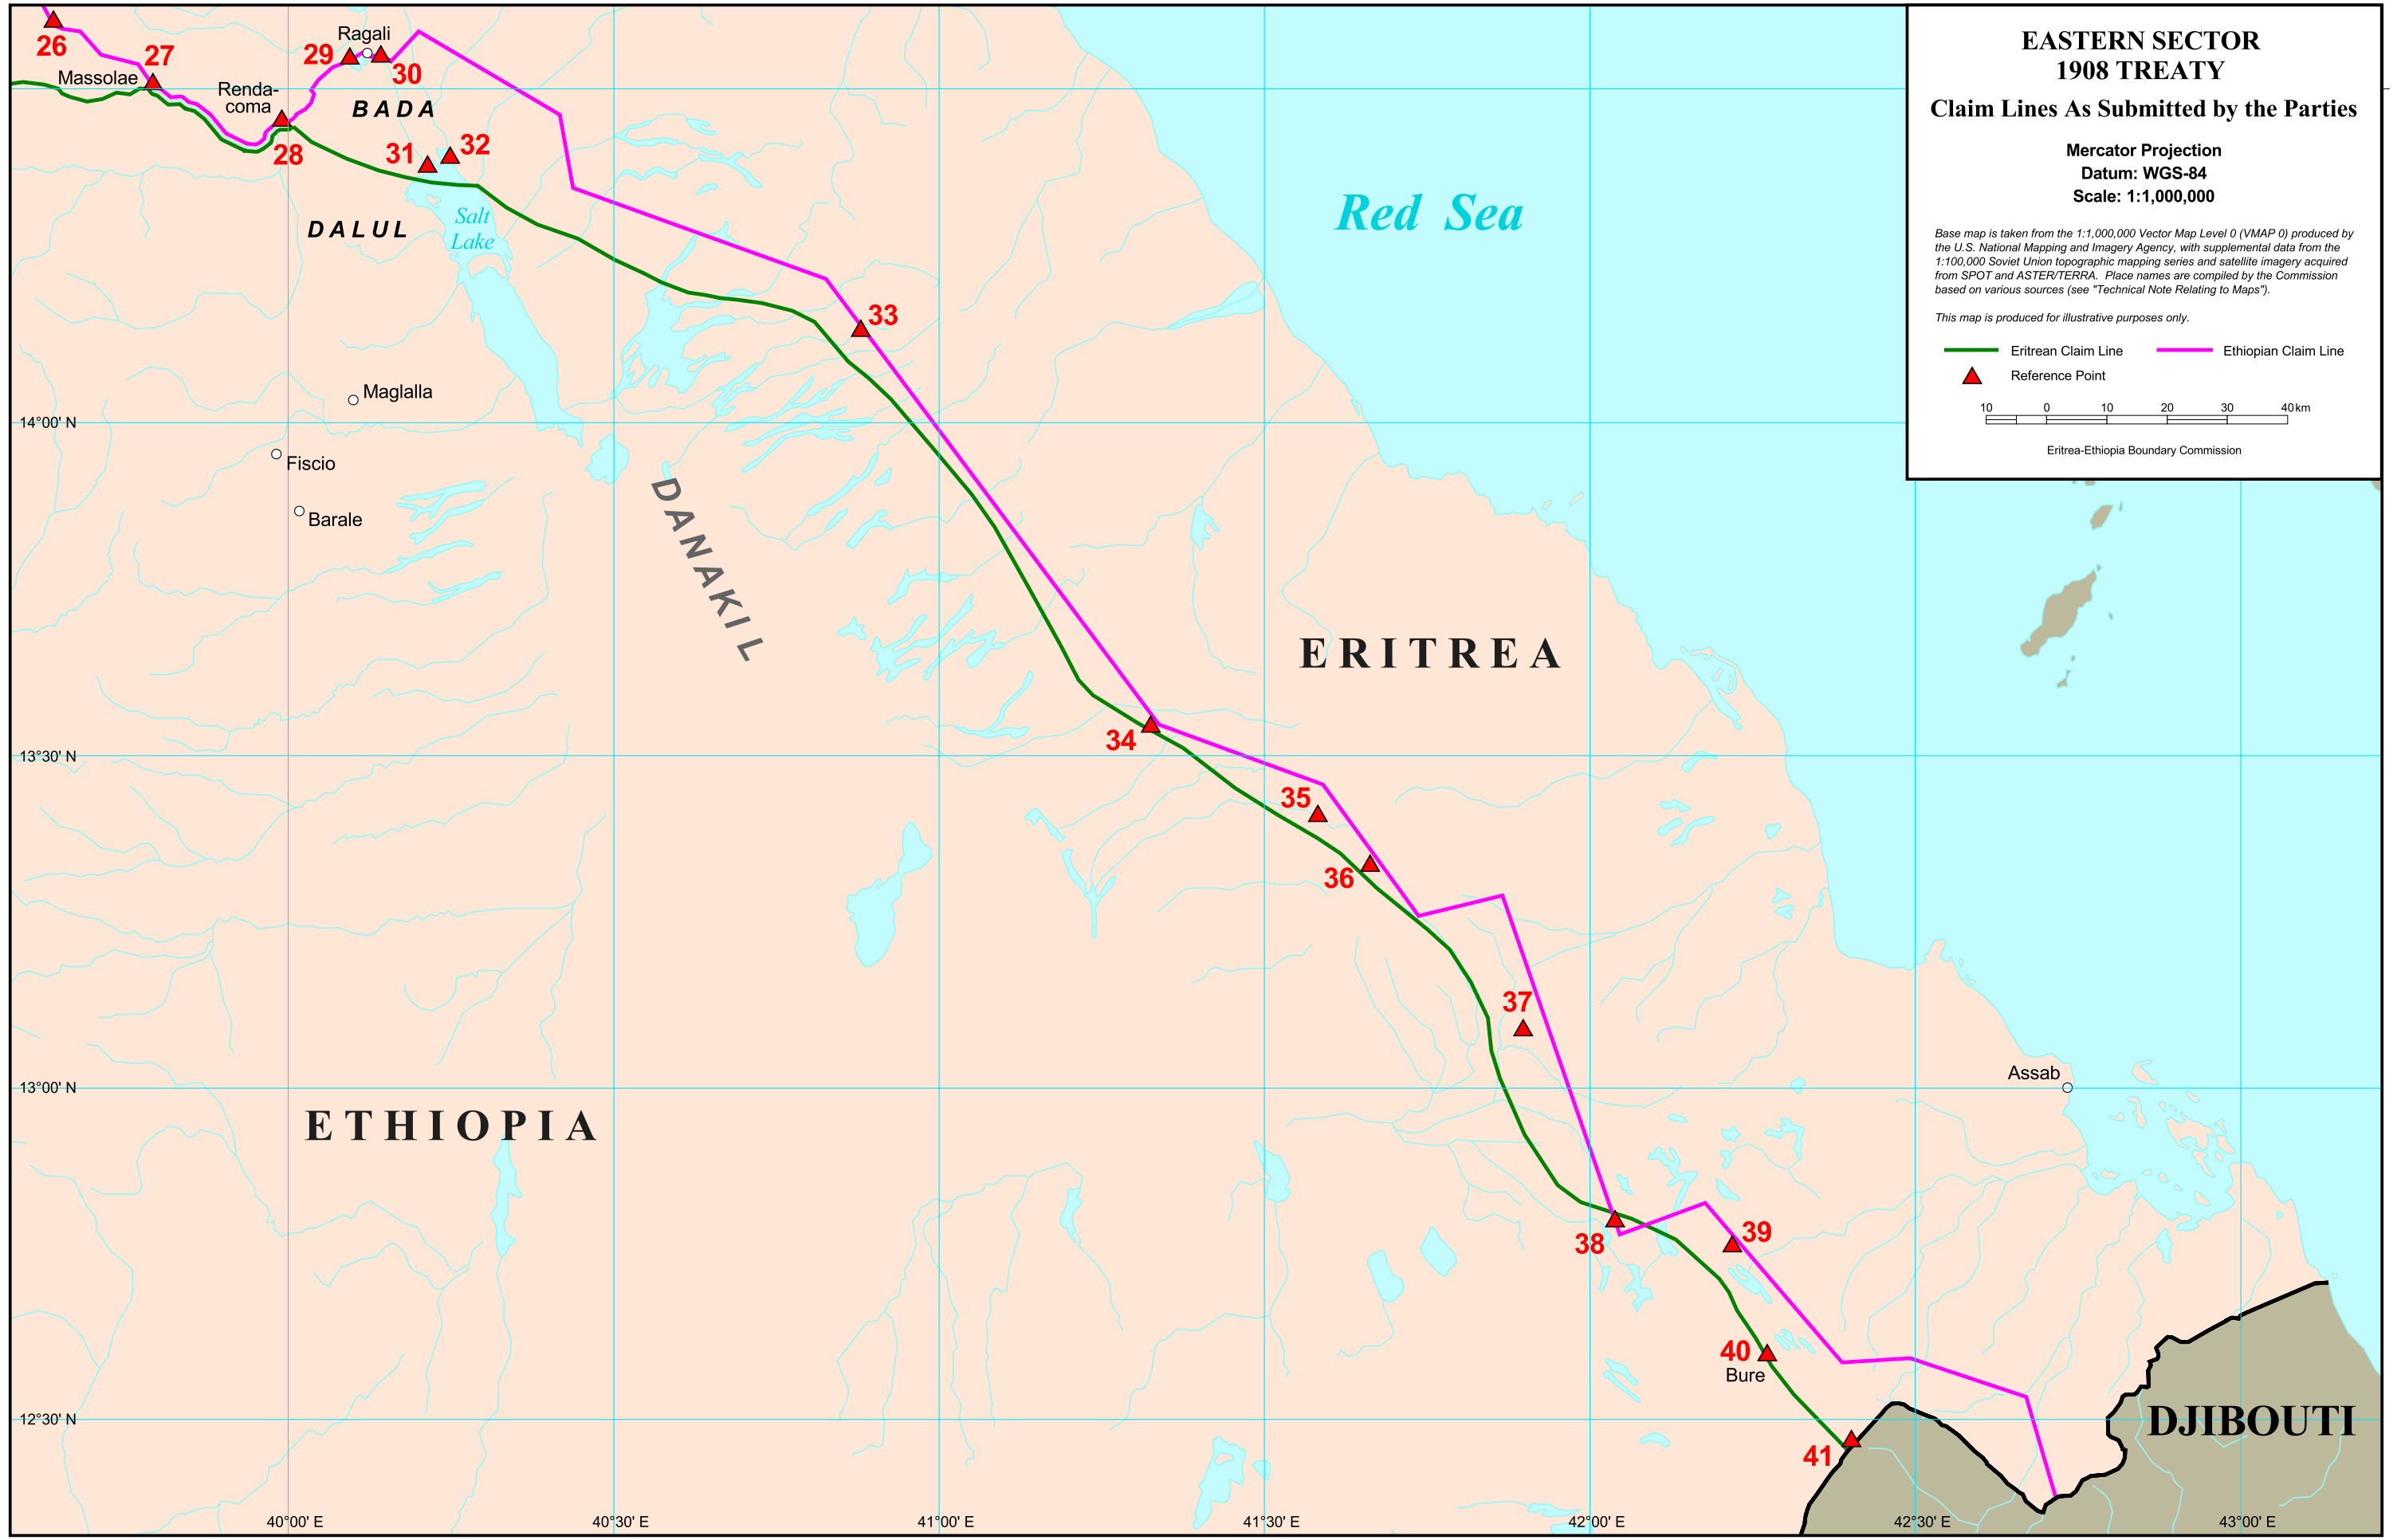 EASTERN SECTOR
1908 TREATY
Claim Lines As Submitted by the Parties
Mercator Projection
Datum: WGS-84
Scale: 1:1,000,000
Base map is taken from the 1:1,000,000 Vector Map Level 0 (VMAP 0) produced by
the U.S. National Mapping and Imagery Agency, with supplemental data from the
1:100,000 Soviet Union topographic mapping series and satellite imagery acquired
from SPOT and ASTER/TERRA.  Place names are compiled by the Commission
based on various sources (see "Technical Note Relating to Maps").
This map is produced for illustrative purposes only.
Eritrean Claim Line
Ethiopian Claim Line
Reference Point
10 0 10 20 30 40 km
Eritrea-Ethiopia Boundary Commission
26
27
Massolae
Renda-
coma
28
29
Ragali
30
BADA
31
32
DALUL
Salt
Lake
Red Sea
33
Maglalla
14°00' N
Fiscio
Barale
DANAKIL
ERITREA
34
13°30' N
35
36
37
Assab
13°00' N
ETHIOPIA
38
39
40
Bure
12°30' N
41
DJIBOUTI
40°00' E
40°30' E
41°00' E
41°30' E
42°00' E
42°30' E
43°00' E